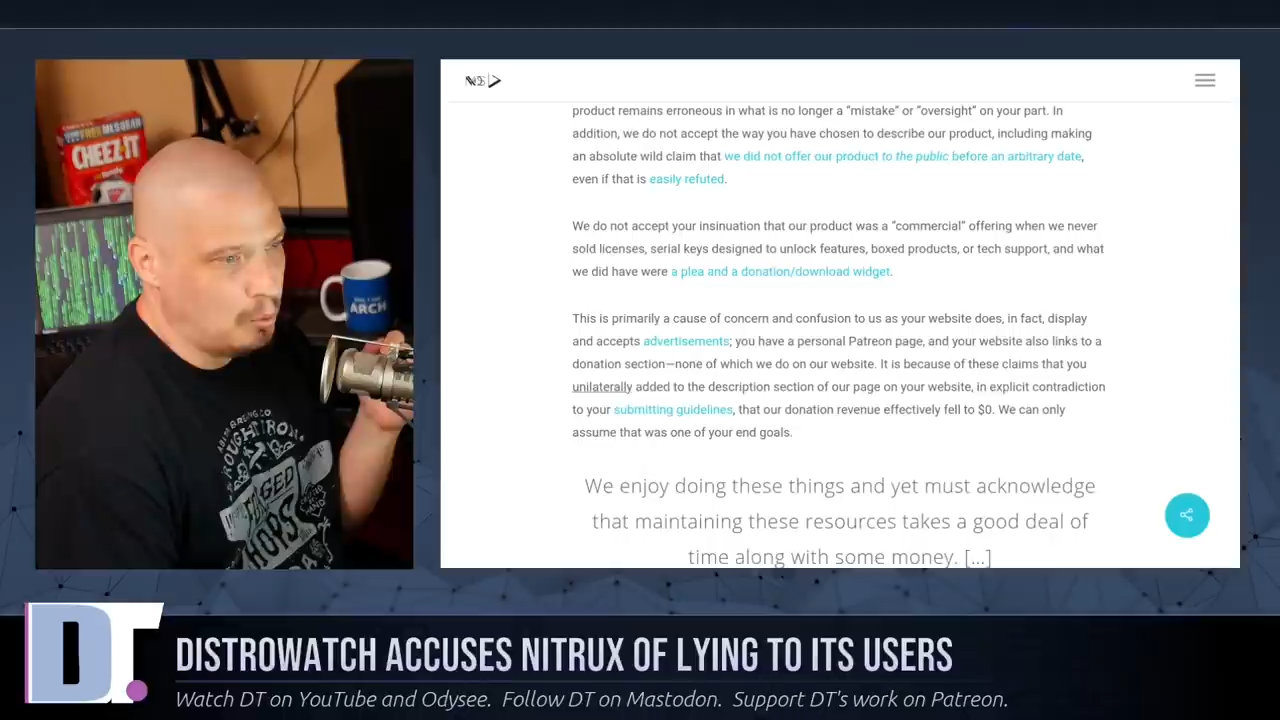 FREE
CHEEZ-IT
ARCH
BREWING CO.
WROUGHT IRON
FORGED
HOPS
NS
product remains erroneous in what is no longer a “mistake” or “oversight” on your part. In
addition, we do not accept the way you have chosen to describe our product, including making
an absolute wild claim that we did not offer our product to the public before an arbitrary date,
even if that is easily refuted.
We do not accept your insinuation that our product was a “commercial” offering when we never
sold licenses, serial keys designed to unlock features, boxed products, or tech support, and what
we did have were a plea and a donation/download widget.
This is primarily a cause of concern and confusion to us as your website does, in fact, display
and accepts advertisements; you have a personal Patreon page, and your website also links to a
donation section—none of which we do on our website. It is because of these claims that you
unilaterally added to the description section of our page on your website, in explicit contradiction
to your submitting guidelines, that our donation revenue effectively fell to $0. We can only
assume that was one of your end goals.
We enjoy doing these things and yet must acknowledge
that maintaining these resources takes a good deal of
time along with some money. [...]
DT.
DISTROWATCH ACCUSES NITRUX OF LYING TO ITS USERS
Watch DT on YouTube and Odysee. Follow DT on Mastodon. Support DT's work on Patreon.